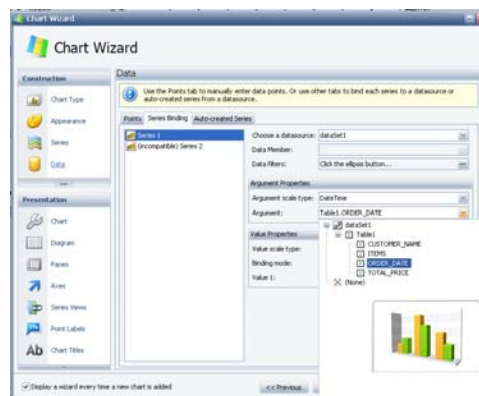 Chart Wizard
Chart Wizard
Construction
Chart Type
Appearance
Series
Data
Presentation
Chart
Diagram
Panes
Axes
Series Views
Point Labels
Ab Chart Titles
Data
Use the Points tab to manually enter data points. Or use other tabs to bind each series to a datasource or
auto-created series from a datasource.
Points Series Binding Auto-created Series
Series 1
(Incompatible) Series 2
Choose a datasource: dataSet1
Data Member:
Data filters: Click the ellipsis button...
Argument Properties
Argument scale type: DateTime
Argument: Table1.ORDER_DATE
Value Properties
Value scale type:
Binding mode:
Value 1:
dataSet1
Table1
CUSTOMER_NAME
ITEMS
ORDER_DATE
TOTAL_PRICE
(None)
Display a wizard every time a new chart is added
<< Previous